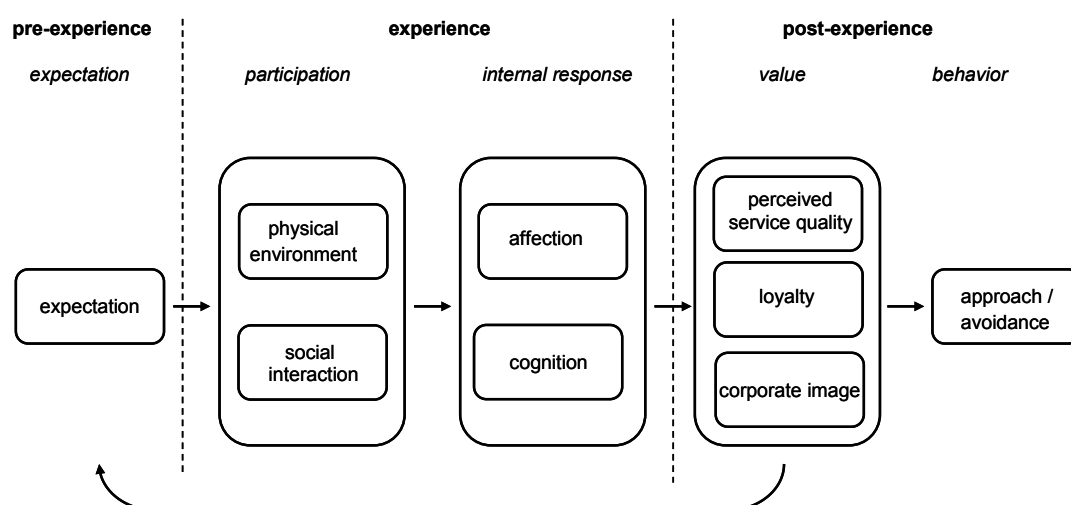 pre-experience
experience
post-experience
expectation
participation
internal response
value
behavior
physical
environment
social
interaction
affection
cognition
perceived
service quality
loyalty
corporate image
expectation
approach /
avoidance